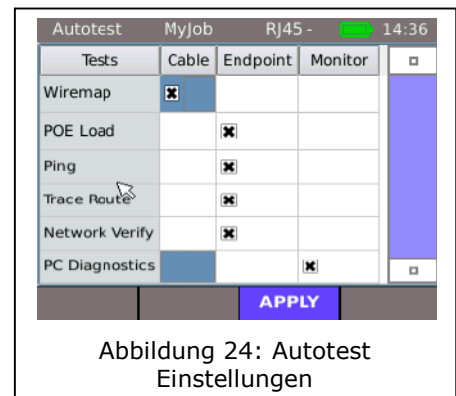 Autotest MyJob RJ45 - 14:36
Tests Cable Endpoint Monitor
Wiremap
POE Load
Ping
Trace Route
Network Verify
PC Diagnostics
APPLY
Abbildung 24: Autotest
Einstellungen